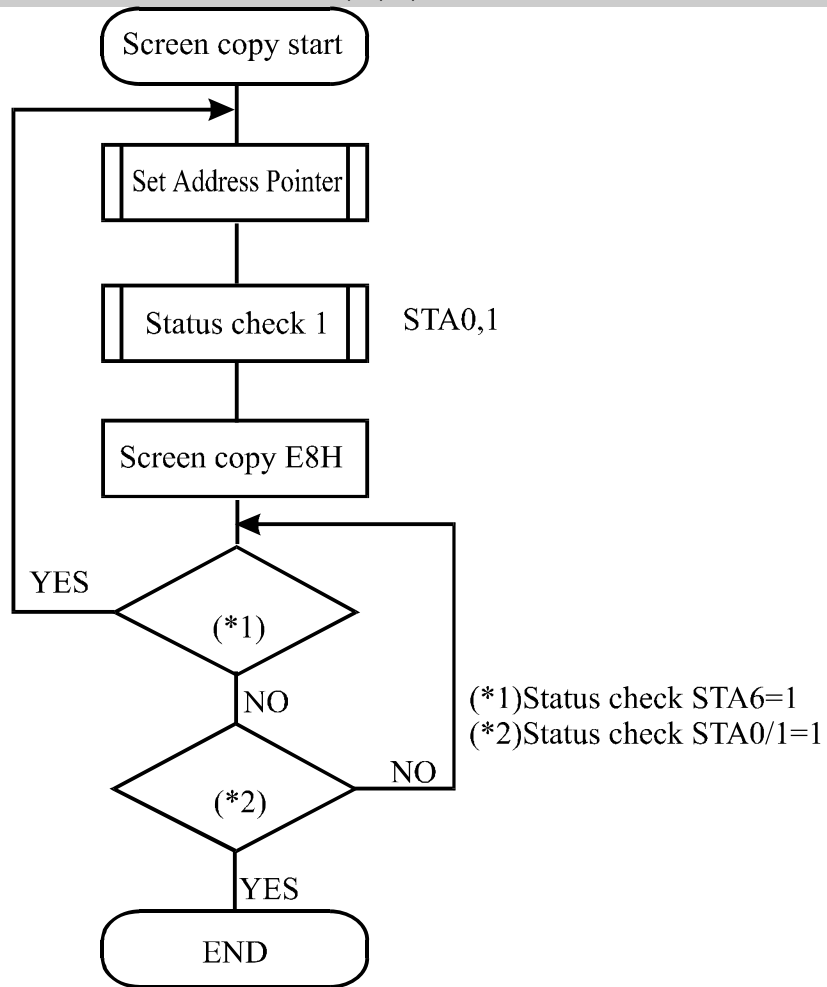 Screen copy start
Set Address Pointer
Status check 1
STA0,1
Screen copy E8H
YES
(*1)
NO
(*1)Status check STA6=1
(*2)Status check STA0/1=1
NO
(*2)
YES
END